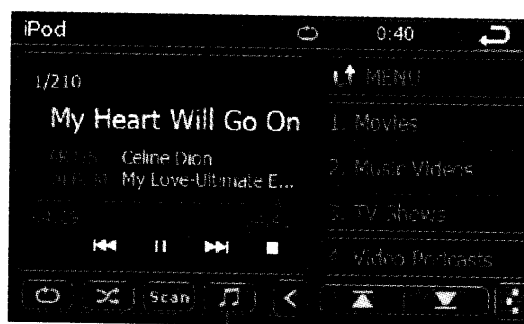 iPod 0:40
1/210
MENU
My Heart Will Go On
1. Movies
Celine Dion
2. Music Videos
My Love-Ultimate E...
3. TV Shows
4. Video Podcasts
Scan